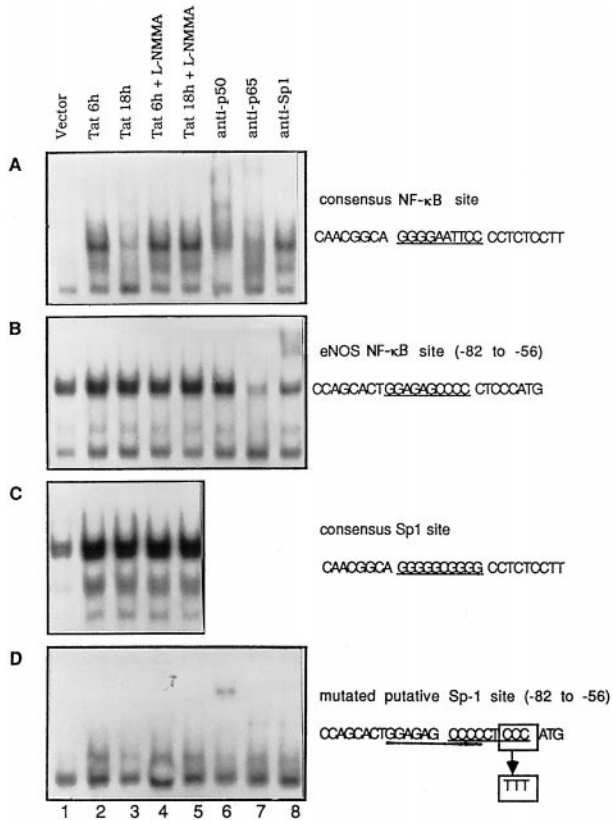 Vector
Tat 6h
Tat 18h
Tat 6h + L-NMMA
Tat 18h + L-NMMA
anti-p50
anti-p65
anti-Sp1
A
consensus NF-κB site
CAACGGCA GGGGAATTCC CCTCTCCTT
B
eNOS NF-κB site (-82 to -56)
CCAGCACTGGAGAGCCCC CTCCCATG
C
consensus Sp1 site
CAACGGCA GGGGGCGGGG CCTCTCCTT
D
mutated putative Sp-1 site (-82 to -56)
CCAGCACTGGAGAG CCCCCT CCC ATG
TTT
1 2 3 4 5 6 7 8